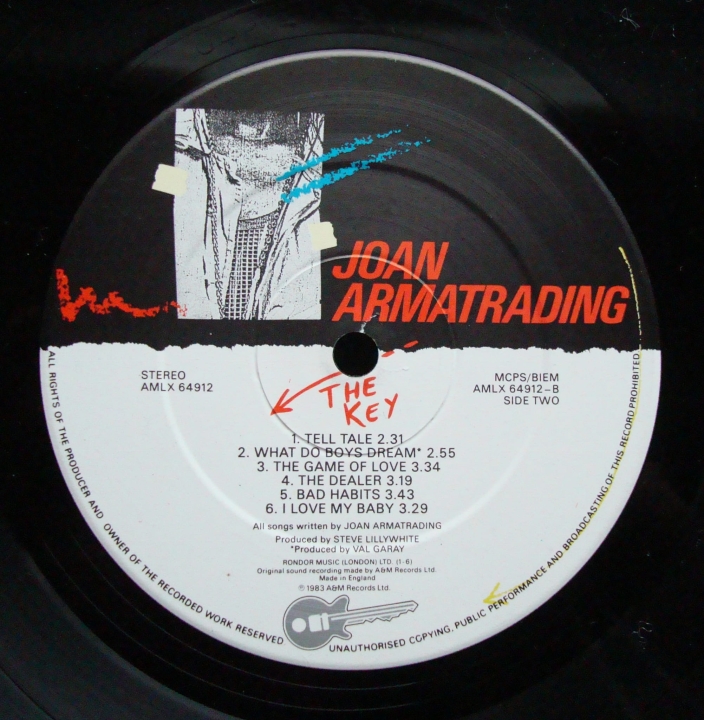 JOAN
ARMATRADING
STEREO
AMLX 64912
MCPS/BIEM
AMLX 64912-B
SIDE TWO
THE
KEY
1. TELL TALE 2.31
2. WHAT DO BOYS DREAM* 2.55
3. THE GAME OF LOVE 3.34
4. THE DEALER 3.19
5. BAD HABITS 3.43
6. I LOVE MY BABY 3.29
All songs written by JOAN ARMATRADING
Produced by STEVE LILLYWHITE
*Produced by VAL GARAY
RONDOR MUSIC (LONDON) LTD. (1-6)
Original sound recording made by A&M Records Ltd.
Made in England
℗ 1983 A&M Records Ltd.
ALL RIGHTS OF THE PRODUCER AND OWNER OF THE RECORDED WORK RESERVED
UNAUTHORISED COPYING, PUBLIC PERFORMANCE AND BROADCASTING OF THIS RECORD PROHIBITED